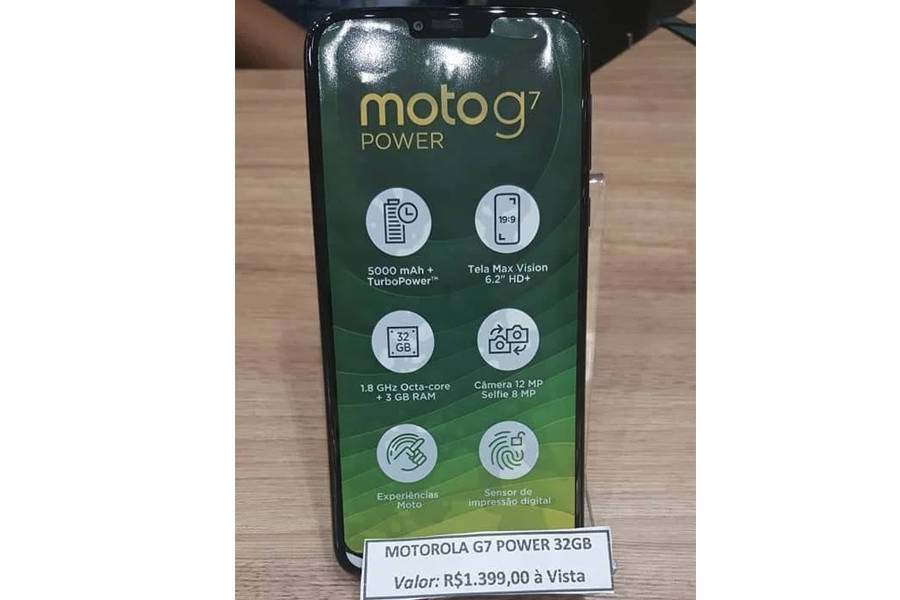 moto g7
POWER
19:9
5000 mAh +
TurboPower™
Tela Max Vision
6.2" HD+
32
GB
1.8 GHz Octa-core
+ 3 GB RAM
Câmera 12 MP
Selfie 8 MP
Experiências
Moto
Sensor de
impressão digital
MOTOROLA G7 POWER 32GB
Valor: R$1.399,00 à Vista